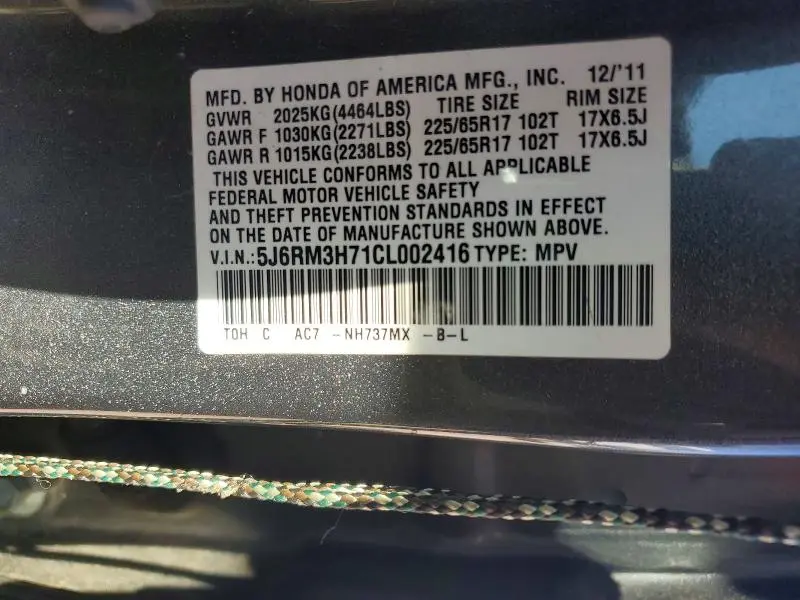 MFD. BY HONDA OF AMERICA MFG., INC. 12/'11
GVWR 2025KG(4464LBS) TIRE SIZE RIM SIZE
GAWR F 1030KG(2271LBS) 225/65R17 102T 17X6.5J
GAWR R 1015KG(2238LBS) 225/65R17 102T 17X6.5J
THIS VEHICLE CONFORMS TO ALL APPLICABLE
FEDERAL MOTOR VEHICLE SAFETY
AND THEFT PREVENTION STANDARDS IN EFFECT
ON THE DATE OF MANUFACTURE SHOWN ABOVE.
V.I.N.:5J6RM3H71CL002416 TYPE: MPV
T0H C AC7 -NH737MX -B-L